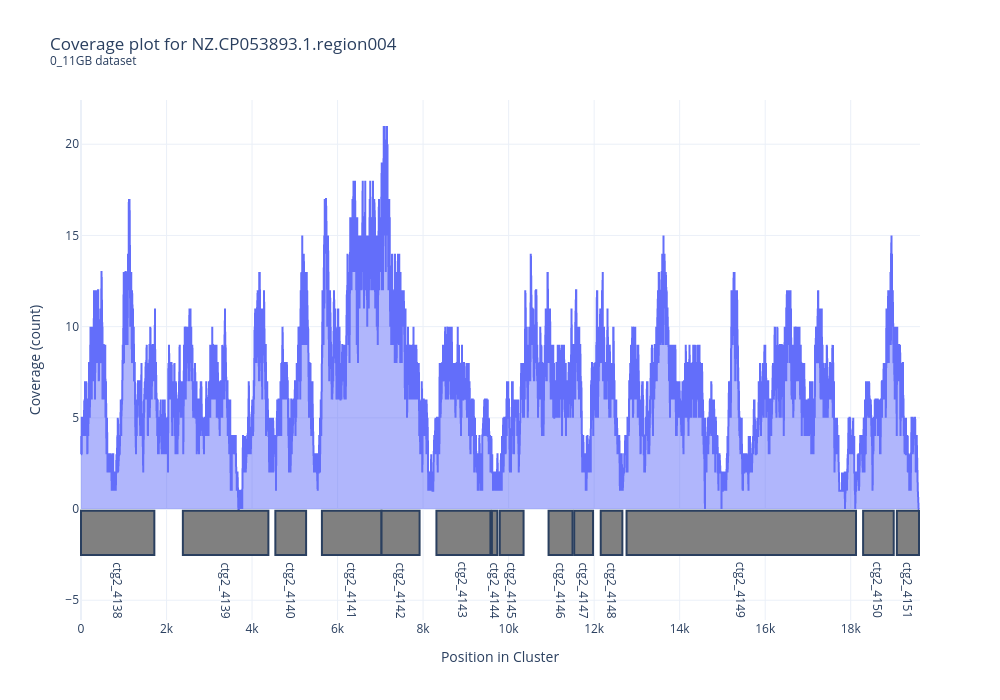 Coverage plot for NZ.CP053893.1.region004
0_11GB dataset
Coverage (count)
20
15
10
5
0
−5
ctg2_4138
ctg2_4139
ctg2_4140
ctg2_4141
ctg2_4142
ctg2_4143
ctg2_4144
ctg2_4145
ctg2_4146
ctg2_4147
ctg2_4148
ctg2_4149
ctg2_4150
ctg2_4151
0
2k
4k
6k
8k
10k
12k
14k
16k
18k
Position in Cluster